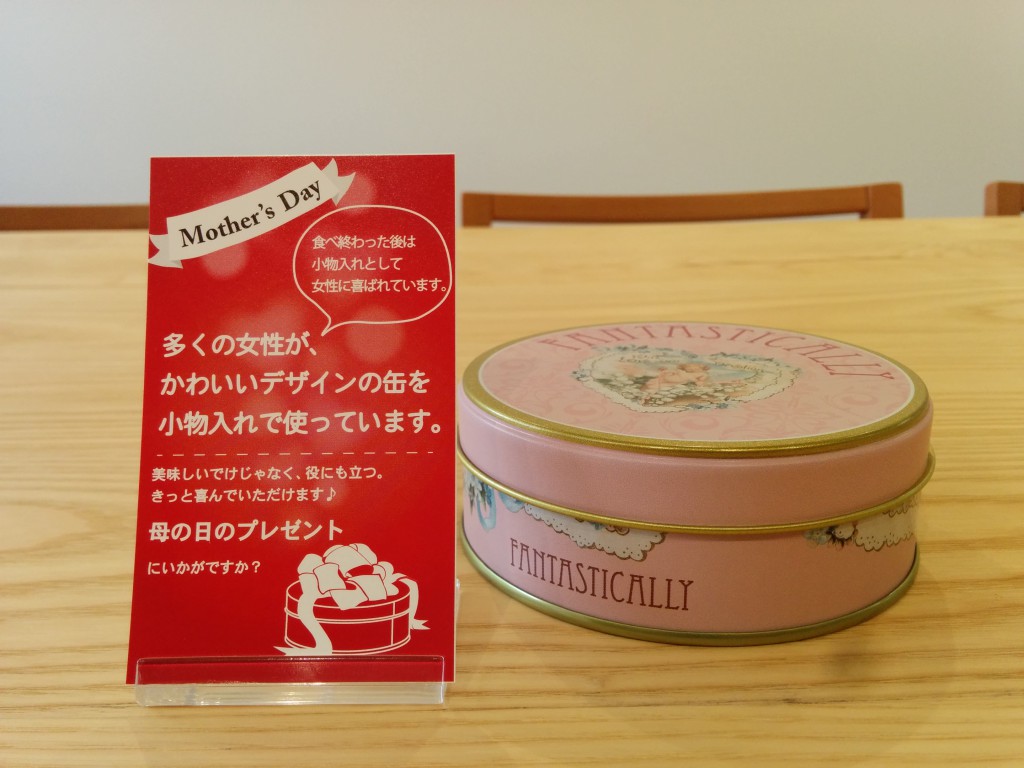 Mother's Day
食べ終わった後は
小物入れとして
女性に喜ばれています。
多くの女性が、
かわいいデザインの缶を
小物入れで使っています。
美味しいでけじゃなく、役にも立つ。
きっと喜んでいただけます♪
母の日のプレゼント
にいかがですか？
FANTASTICALLY
FANTASTICALLY